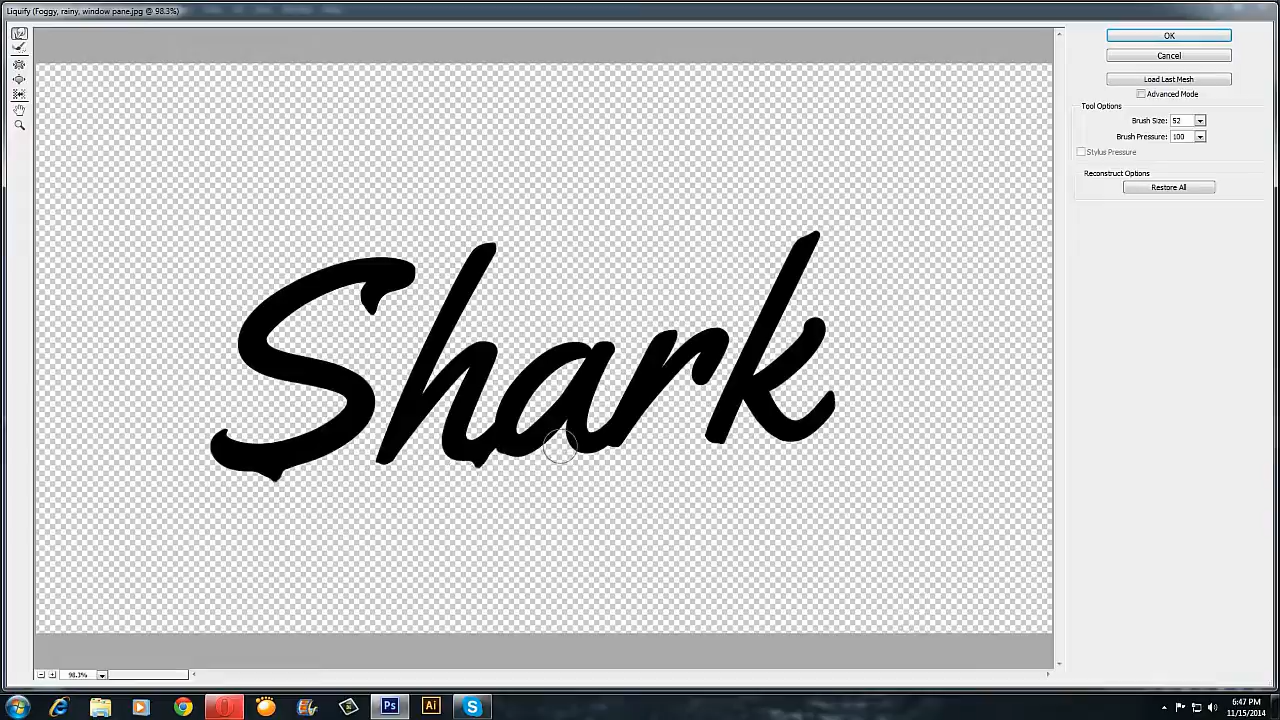 Liquify (Foggy, rainy, window pane.jpg @ 98.3%)
OK
Cancel
Load Last Mesh
Advanced Mode
Tool Options
Brush Size: 52
Brush Pressure: 100
Stylus Pressure
Reconstruct Options
Restore All
Shark
98.3%
Ps
Ai
6:47 PM
11/15/2014